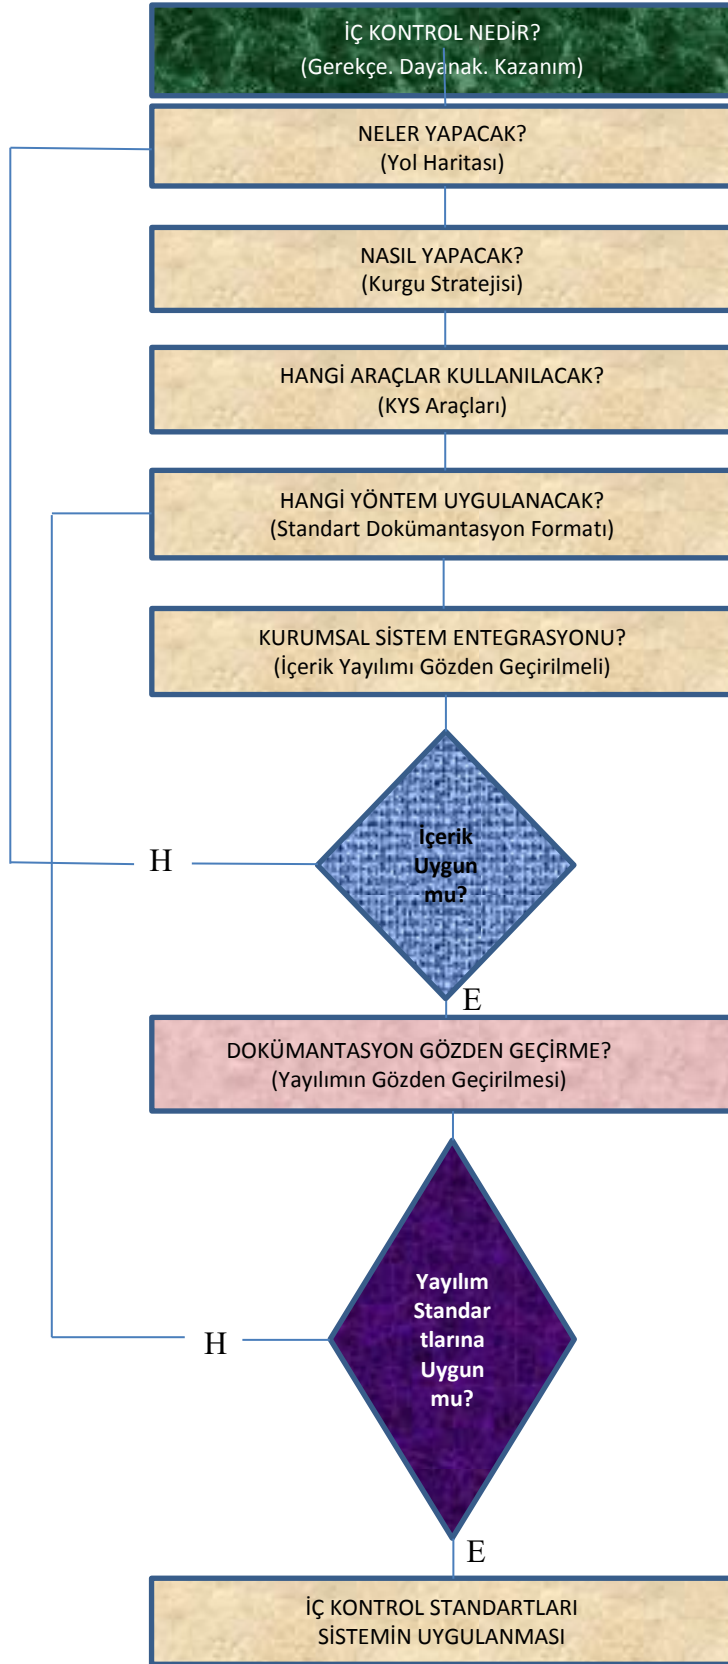 İÇ KONTROL NEDİR?
(Gerekçe. Dayanak. Kazanım)
NELER YAPACAK?
(Yol Haritası)
NASIL YAPACAK?
(Kurgu Stratejisi)
HANGİ ARAÇLAR KULLANILACAK?
(KYS Araçları)
HANGİ YÖNTEM UYGULANACAK?
(Standart Dokümantasyon Formatı)
KURUMSAL SİSTEM ENTEGRASYONU?
(İçerik Yayılımı Gözden Geçirilmeli)
İçerik
Uygun
mu?
H
E
DOKÜMANTASYON GÖZDEN GEÇİRME?
(Yayılımın Gözden Geçirilmesi)
Yayılım
Standar
tlarına
Uygun
mu?
H
E
İÇ KONTROL STANDARTLARI
SİSTEMİN UYGULANMASI